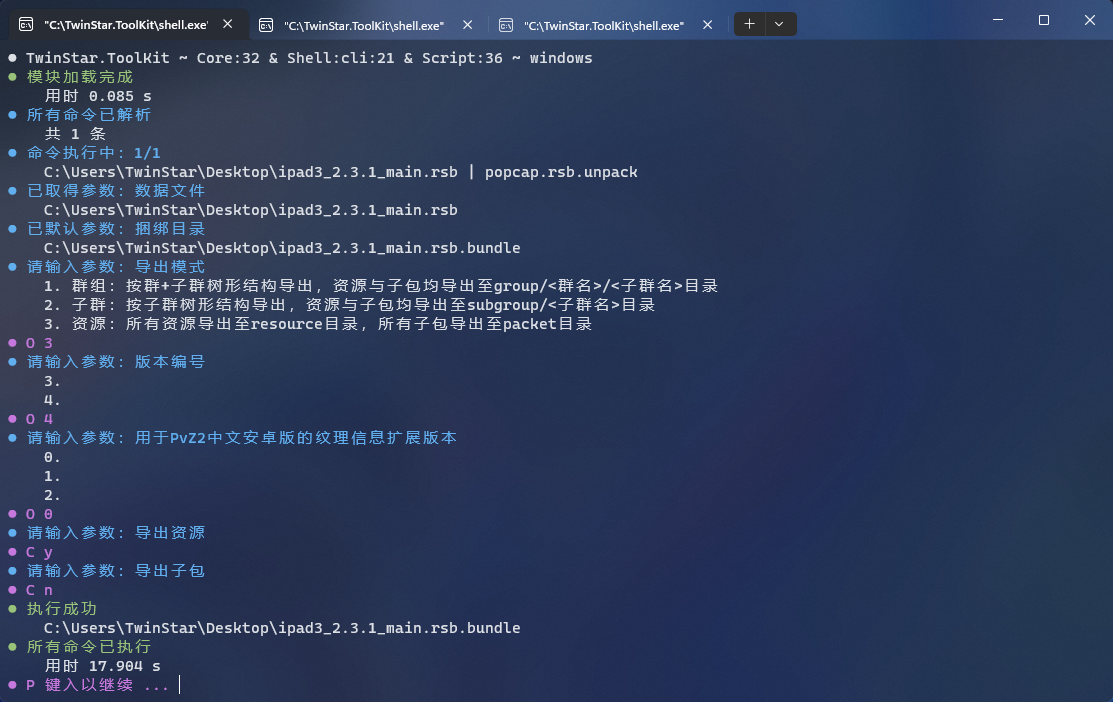 "C:\TwinStar.ToolKit\shell.exe" "C:\TwinStar.ToolKit\shell.exe" "C:\TwinStar.ToolKit\shell.exe"
● TwinStar.ToolKit ~ Core:32 & Shell:cli:21 & Script:36 ~ windows
● 模块加载完成
用时 0.085 s
● 所有命令已解析
共 1 条
● 命令执行中: 1/1
C:\Users\TwinStar\Desktop\ipad3_2.3.1_main.rsb | popcap.rsb.unpack
● 已取得参数: 数据文件
C:\Users\TwinStar\Desktop\ipad3_2.3.1_main.rsb
● 已默认参数: 捆绑目录
C:\Users\TwinStar\Desktop\ipad3_2.3.1_main.rsb.bundle
● 请输入参数: 导出模式
1. 群组: 按群+子群树形结构导出, 资源与子包均导出至group/<群名>/<子群名>目录
2. 子群: 按子群树形结构导出, 资源与子包均导出至subgroup/<子群名>目录
3. 资源: 所有资源导出至resource目录, 所有子包导出至packet目录
● O 3
● 请输入参数: 版本编号
3.
4.
● O 4
● 请输入参数: 用于PvZ2中文安卓版的纹理信息扩展版本
0.
1.
2.
● O 0
● 请输入参数: 导出资源
● C y
● 请输入参数: 导出子包
● C n
● 执行成功
C:\Users\TwinStar\Desktop\ipad3_2.3.1_main.rsb.bundle
● 所有命令已执行
用时 17.904 s
● P 键入以继续 ...